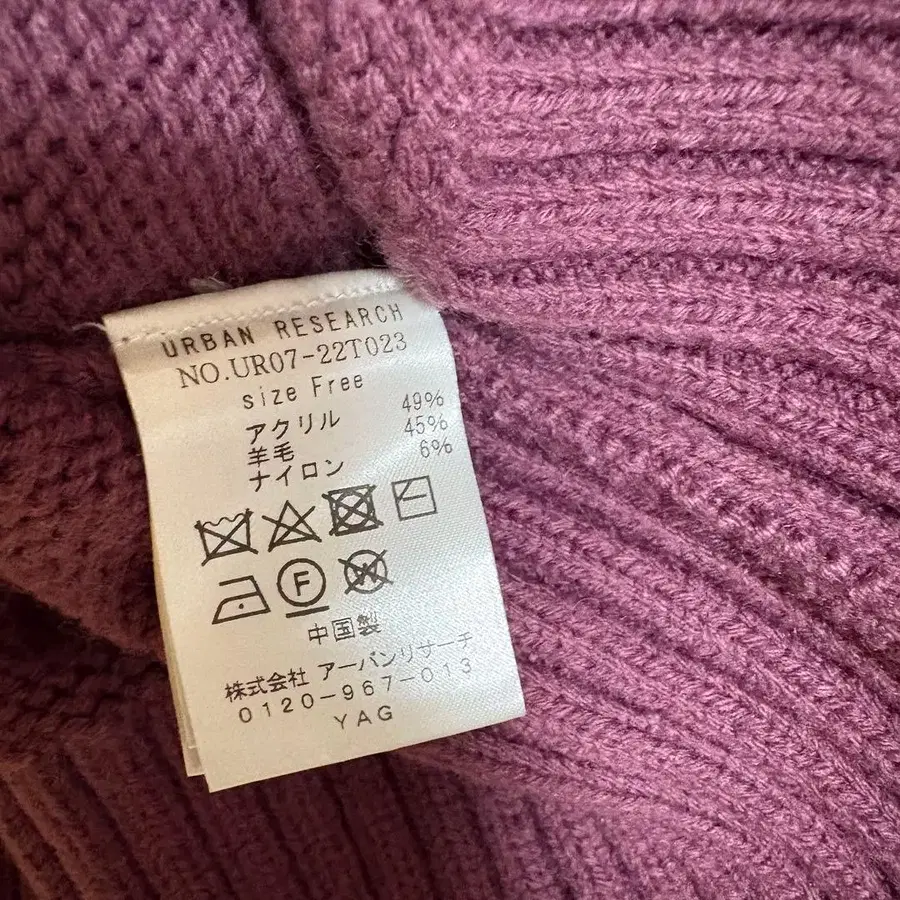 URBAN RESEARCH
NO.UR07-22T023
size Free
アクリル 49%
羊毛 45%
ナイロン 6%
F
W
中国製
株式会社 アーバンリサーチ
0120-967-013
YAG